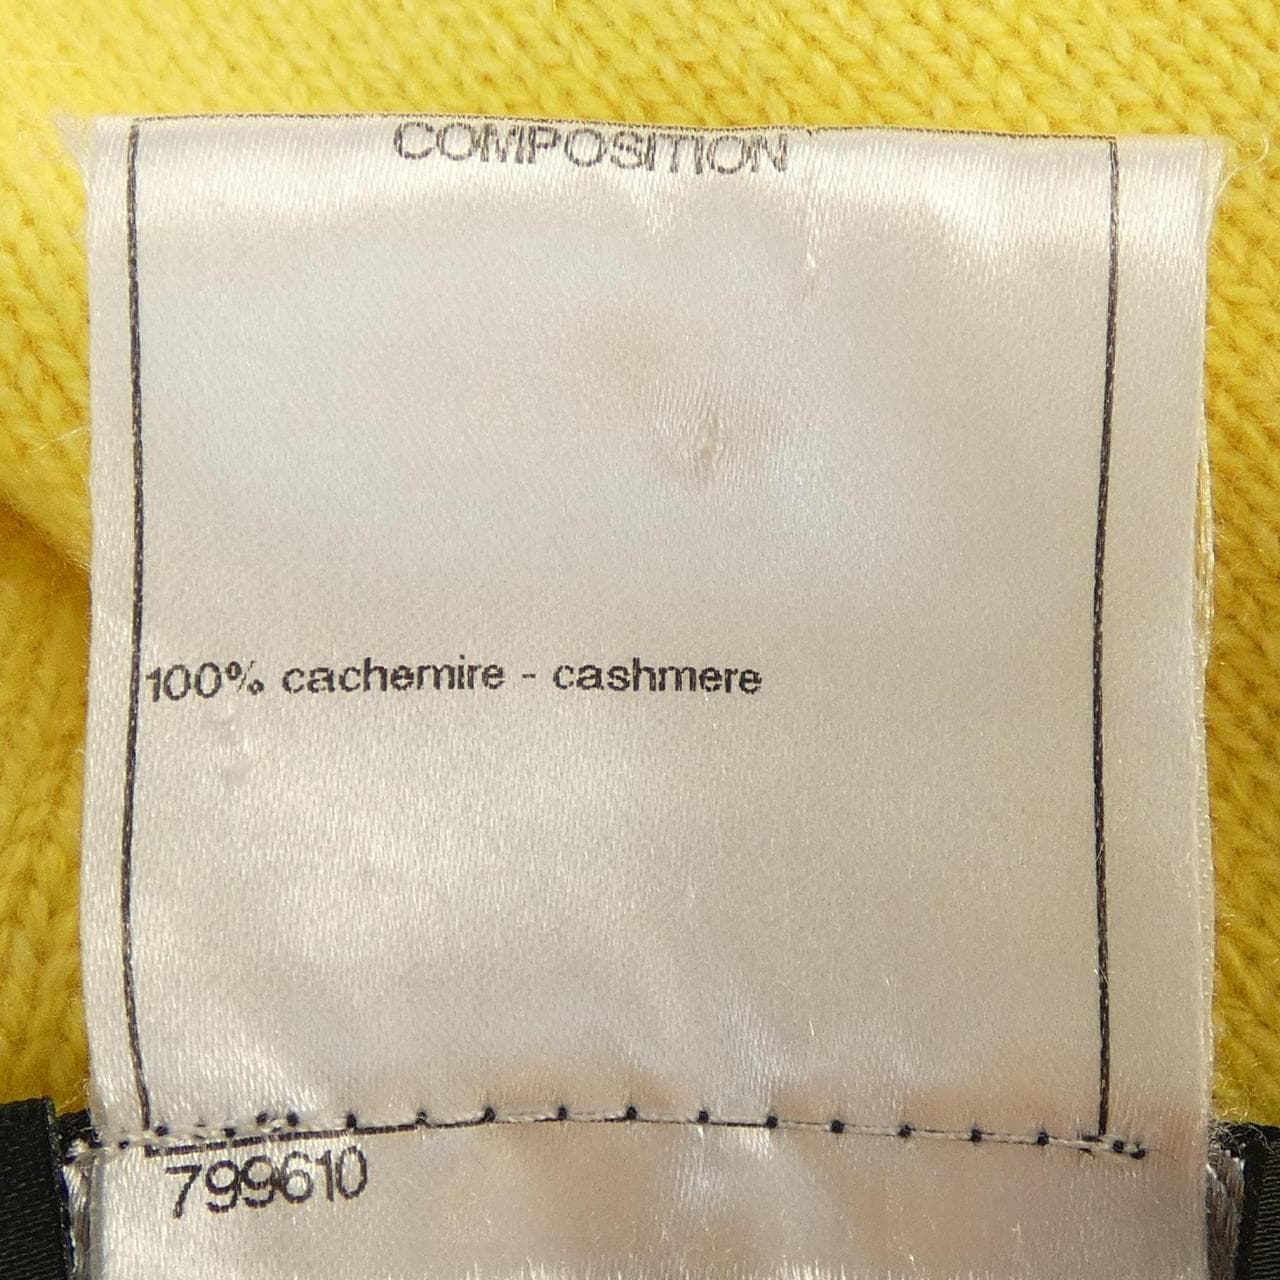 COMPOSITION
100% cachemire - cashmere
799610